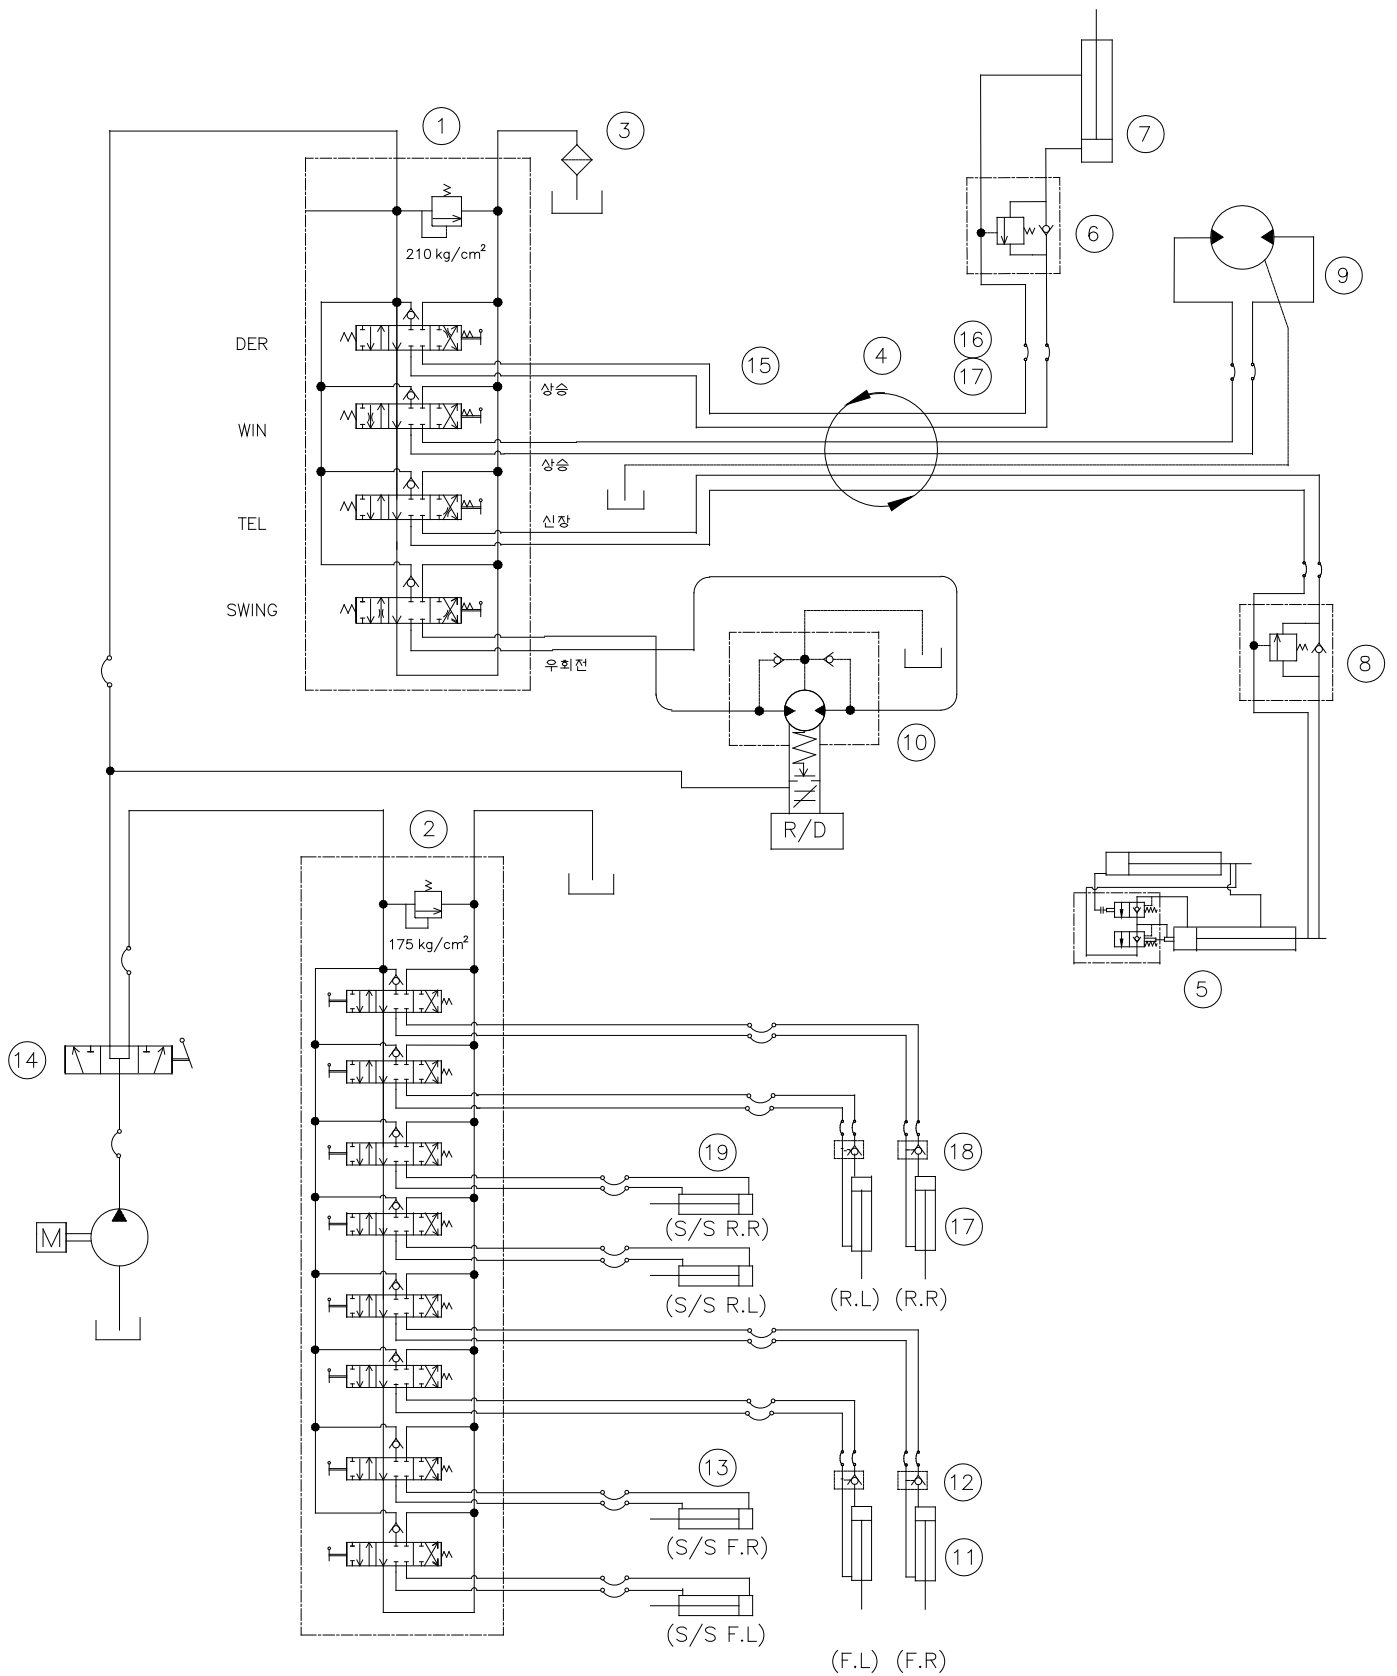 1
3
7
210 kg/cm²
6
9
DER
16
4
15
17
상승
WIN
상승
TEL
신장
SWING
우회전
8
10
2
R/D
175 kg/cm²
5
14
19
18
M
(S/S R.R)
17
(S/S R.L)
(R.L) (R.R)
13
12
(S/S F.R)
11
(S/S F.L)
(F.L) (F.R)